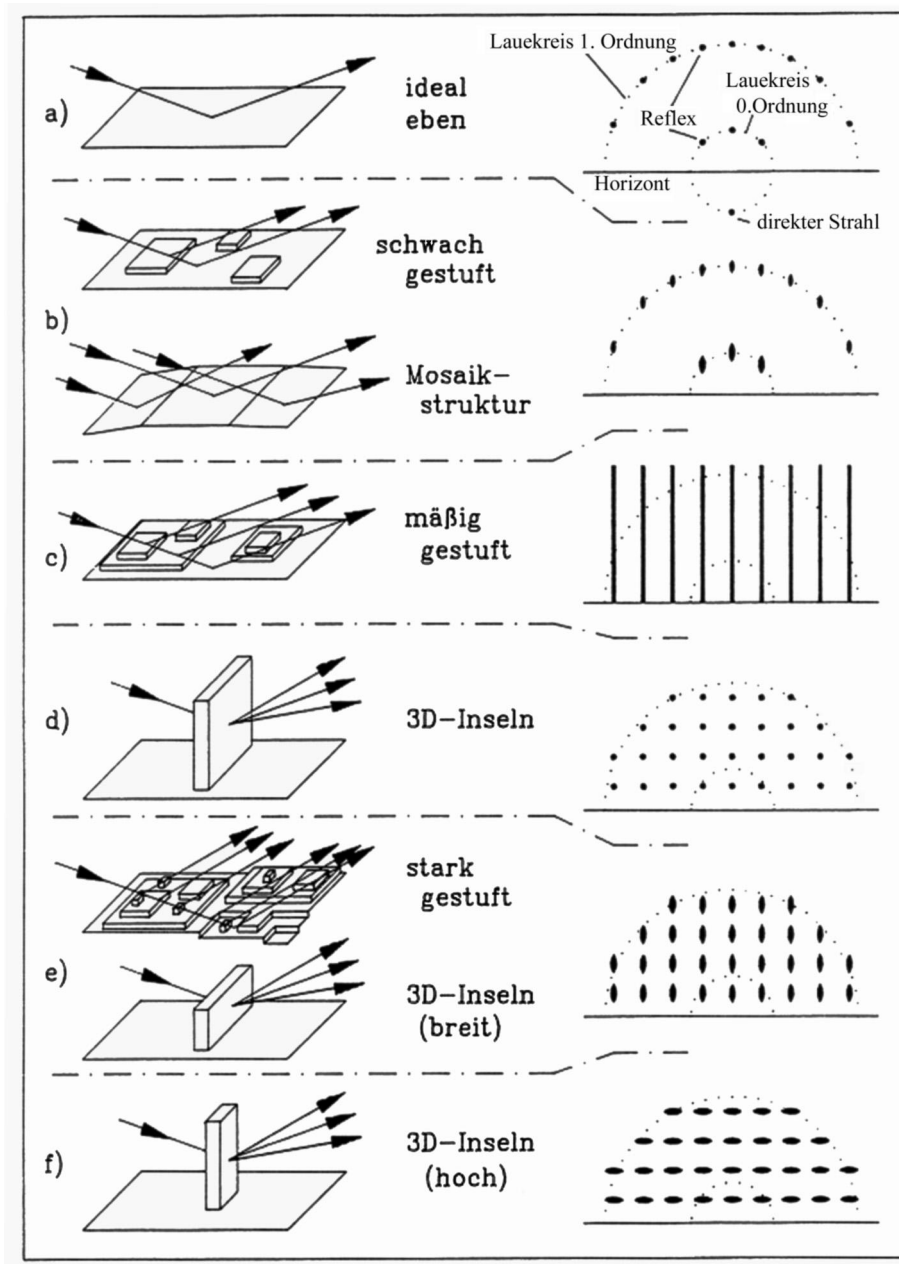 a)
ideal
eben
Lauekreis 1. Ordnung
Lauekreis
0.Ordnung
Reflex
Horizont
direkter Strahl
b)
schwach
gestuft
Mosaik-
struktur
c)
mäßig
gestuft
d)
3D-Inseln
e)
stark
gestuft
3D-Inseln
(breit)
f)
3D-Inseln
(hoch)